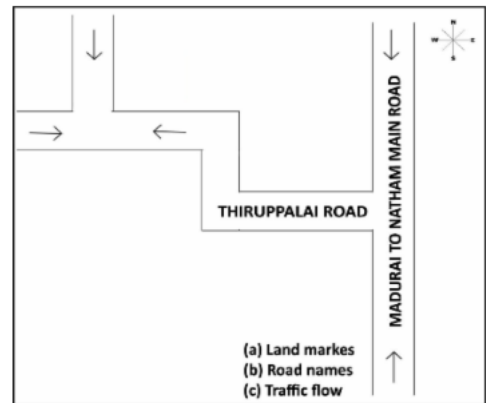 N
W E
S
THIRUPPALAI ROAD
MADURAI TO NATHAM MAIN ROAD
(a) Land markes
(b) Road names
(c) Traffic flow